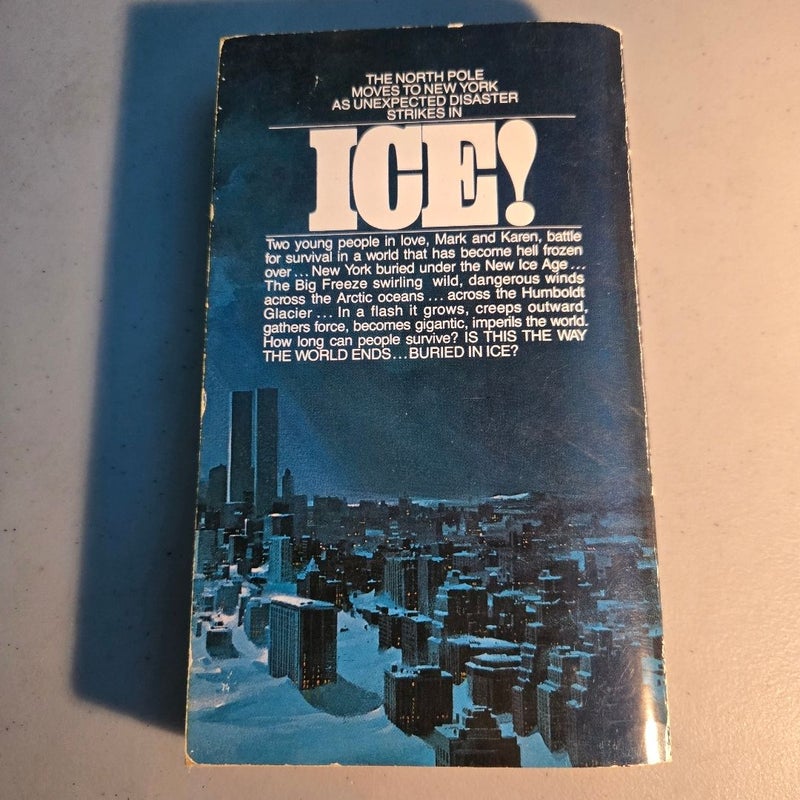 THE NORTH POLE
MOVES TO NEW YORK
AS UNEXPECTED DISASTER
STRIKES IN
ICE!
Two young people in love, Mark and Karen, battle
for survival in a world that has become hell frozen
over ... New York buried under the New Ice Age ...
The Big Freeze swirling wild, dangerous winds
across the Arctic oceans ... across the Humboldt
Glacier ... In a flash it grows, creeps outward,
gathers force, becomes gigantic, imperils the world.
How long can people survive? IS THIS THE WAY
THE WORLD ENDS...BURIED IN ICE?